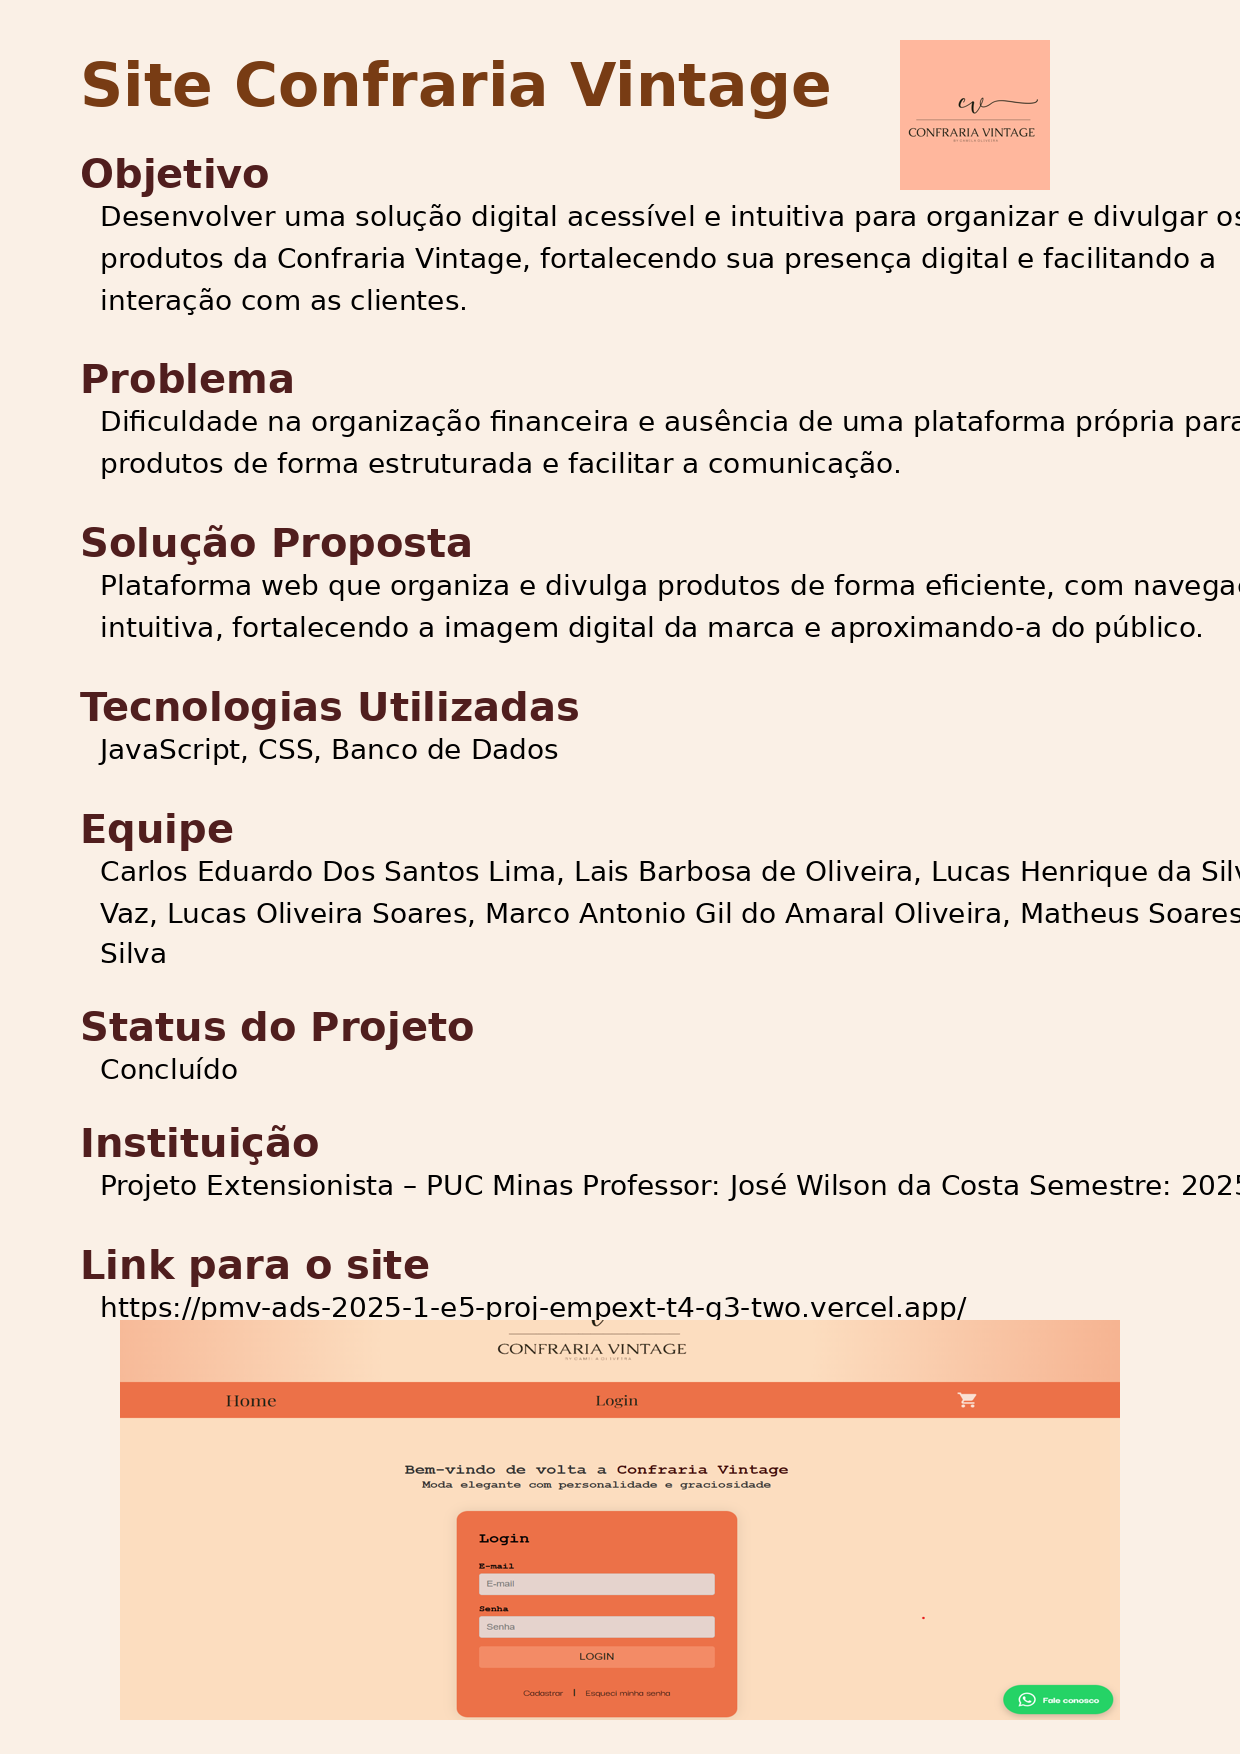 Site Confraria Vintage
cv
CONFRARIA VINTAGE
BY CAMILA OLIVEIRA
Objetivo
Desenvolver uma solução digital acessível e intuitiva para organizar e divulgar os
produtos da Confraria Vintage, fortalecendo sua presença digital e facilitando a
interação com as clientes.
Problema
Dificuldade na organização financeira e ausência de uma plataforma própria para
produtos de forma estruturada e facilitar a comunicação.
Solução Proposta
Plataforma web que organiza e divulga produtos de forma eficiente, com navegaç
intuitiva, fortalecendo a imagem digital da marca e aproximando-a do público.
Tecnologias Utilizadas
JavaScript, CSS, Banco de Dados
Equipe
Carlos Eduardo Dos Santos Lima, Lais Barbosa de Oliveira, Lucas Henrique da Silv
Vaz, Lucas Oliveira Soares, Marco Antonio Gil do Amaral Oliveira, Matheus Soares
Silva
Status do Projeto
Concluído
Instituição
Projeto Extensionista – PUC Minas Professor: José Wilson da Costa Semestre: 2025
Link para o site
https://pmv-ads-2025-1-e5-proj-empext-t4-g3-two.vercel.app/
CONFRARIA VINTAGE
BY CAMILA OLIVEIRA
Home Login
Bem-vindo de volta a Confraria Vintage
Moda elegante com personalidade e graciosidade
Login
E-mail
E-mail
Senha
Senha
LOGIN
Cadastrar | Esqueci minha senha
Fale conosco